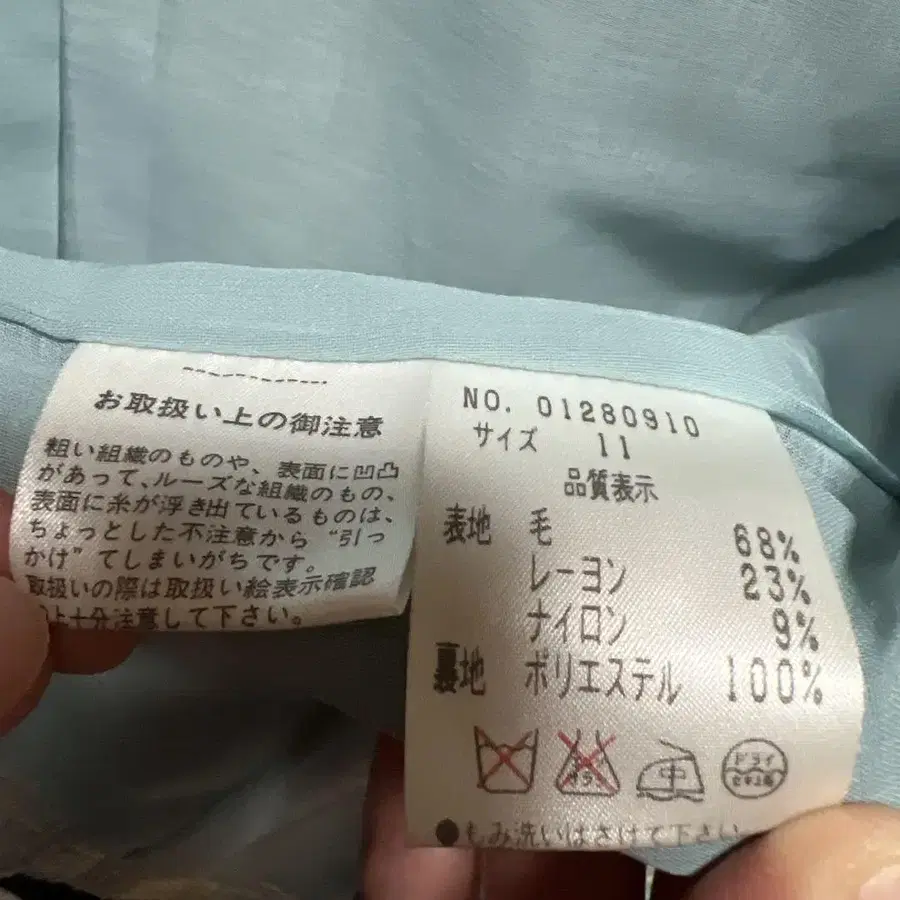 お取扱い上の御注意
粗い組織のものや、表面に凹凸
があって、ルーズな組織のもの、
表面に糸が浮き出ているものは、
ちょっとした不注意から“引っ
かけ”てしまいがちです。
取扱いの際は取扱い絵表示確認
の上十分注意して下さい。
NO. 01280910
サイズ 11
品質表示
表地 毛 68%
レーヨン 23%
ナイロン 9%
裏地 ポリエステル 100%
中
ドライ
セキユ系
●もみ洗いはさけて下さい